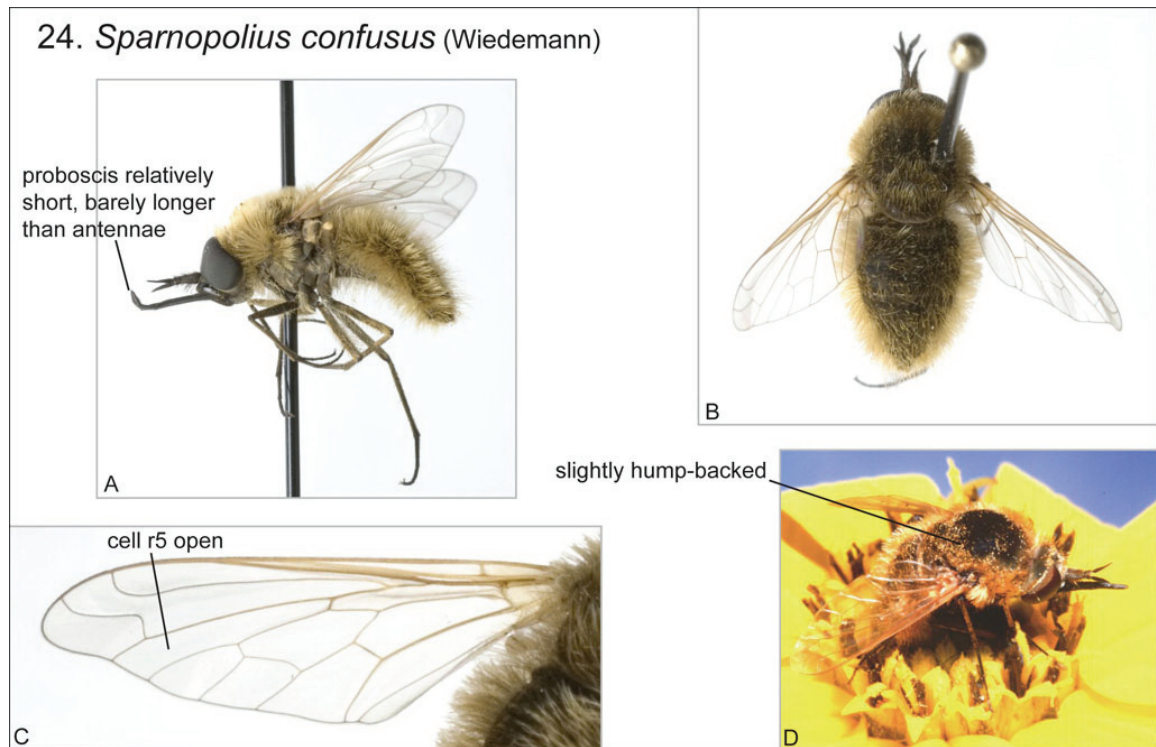 24. Sparnopolius confusus (Wiedemann)
proboscis relatively
short, barely longer
than antennae
A
B
slightly hump-backed
cell r5 open
C
D